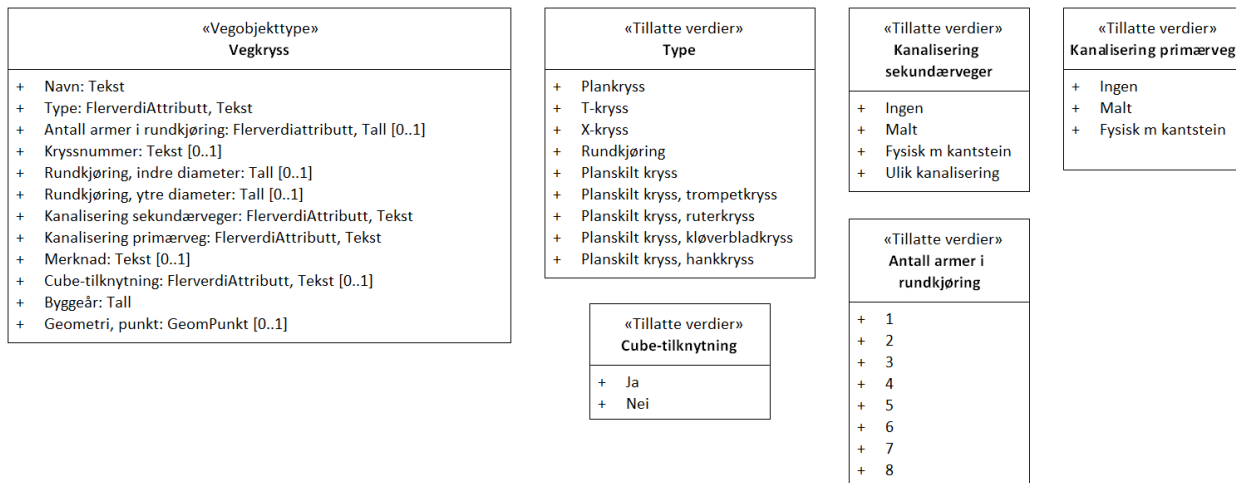 «Vegobjekttype»
Vegkryss
+ Navn: Tekst
+ Type: FlerverdiAttributt, Tekst
+ Antall armer i rundkjøring: Flerverdiattributt, Tall [0..1]
+ Kryssnummer: Tekst [0..1]
+ Rundkjøring, indre diameter: Tall [0..1]
+ Rundkjøring, ytre diameter: Tall [0..1]
+ Kanalisering sekundærveger: FlerverdiAttributt, Tekst
+ Kanalisering primærveg: FlerverdiAttributt, Tekst
+ Merknad: Tekst [0..1]
+ Cube-tilknytning: FlerverdiAttributt, Tekst [0..1]
+ Byggeår: Tall
+ Geometri, punkt: GeomPunkt [0..1]
«Tillatte verdier»
Type
+ Plankryss
+ T-kryss
+ X-kryss
+ Rundkjøring
+ Planskilt kryss
+ Planskilt kryss, trompetkryss
+ Planskilt kryss, ruterkryss
+ Planskilt kryss, kløverbladkryss
+ Planskilt kryss, hankkryss
«Tillatte verdier»
Cube-tilknytning
+ Ja
+ Nei
«Tillatte verdier»
Kanalisering
sekundærveger
+ Ingen
+ Malt
+ Fysisk m kantstein
+ Ulik kanalisering
«Tillatte verdier»
Antall armer i
rundkjøring
+ 1
+ 2
+ 3
+ 4
+ 5
+ 6
+ 7
+ 8
«Tillatte verdier»
Kanalisering primærveg
+ Ingen
+ Malt
+ Fysisk m kantstein